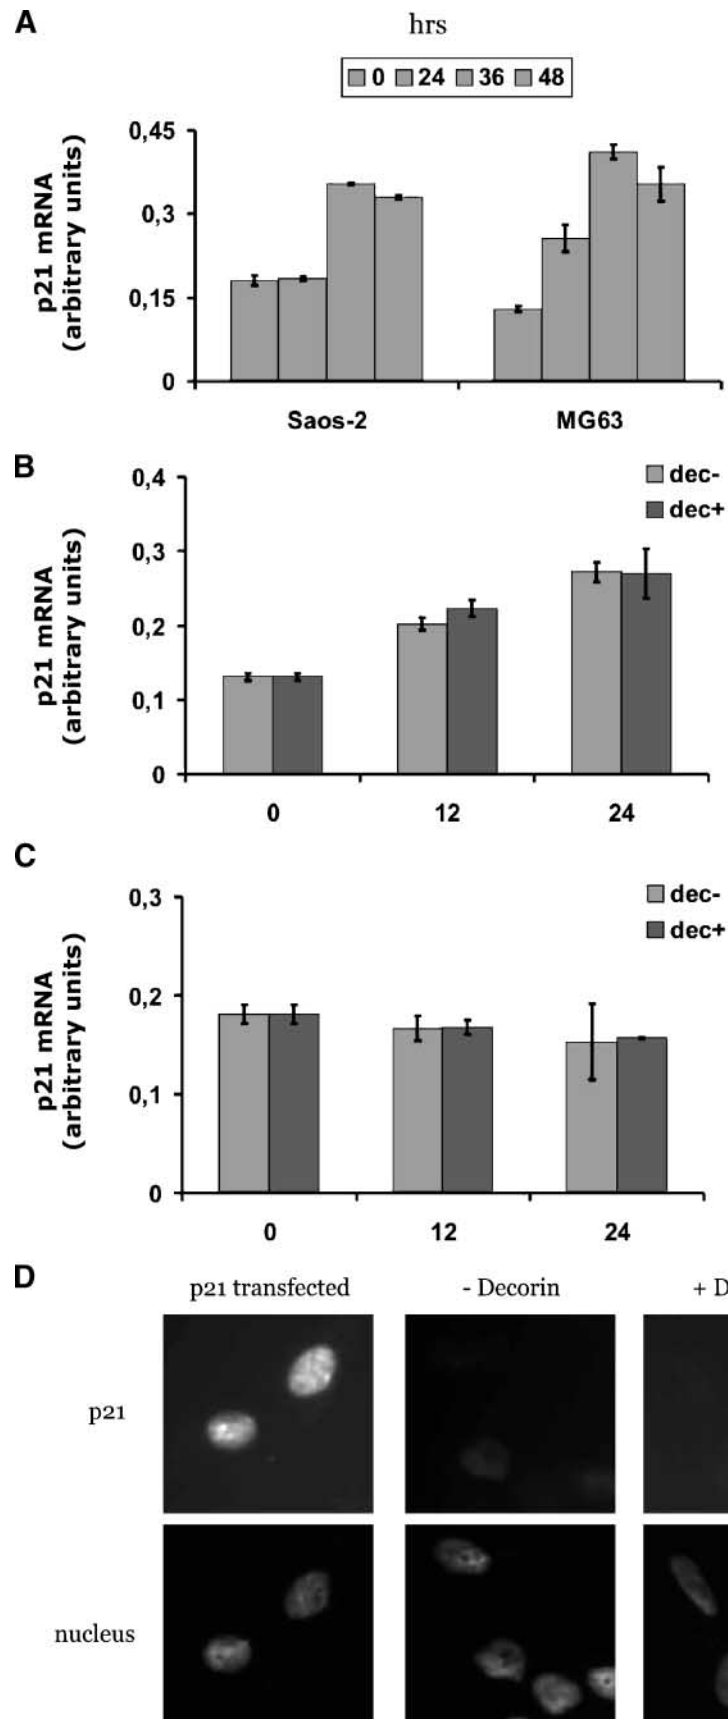 A
hrs
0 24 36 48
p21 mRNA
(arbitrary units)
0,45
0,3
0,15
0
Saos-2 MG63
B
dec-
dec+
p21 mRNA
(arbitrary units)
0,4
0,3
0,2
0,1
0
0 12 24
C
dec-
dec+
p21 mRNA
(arbitrary units)
0,3
0,2
0,1
0
0 12 24
D
p21 transfected - Decorin + D
p21
nucleus